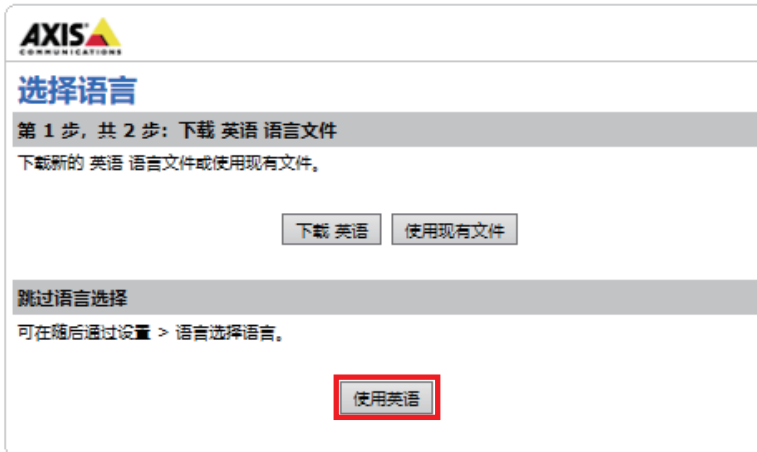 AXIS
COMMUNICATIONS
选择语言
第 1 步, 共 2 步: 下载 英语 语言文件
下载新的 英语 语言文件或使用现有文件。
下载 英语 使用现有文件
跳过语言选择
可在随后通过设置 > 语言选择语言。
使用英语